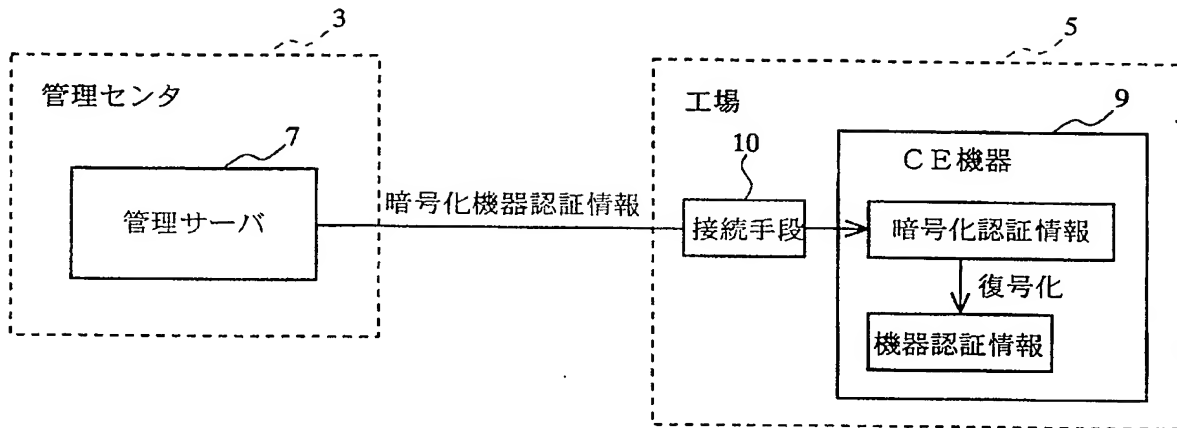 3
管理センタ
7
管理サーバ
暗号化機器認証情報
5
工場
10
接続手段
9
CE機器
暗号化認証情報
復号化
機器認証情報